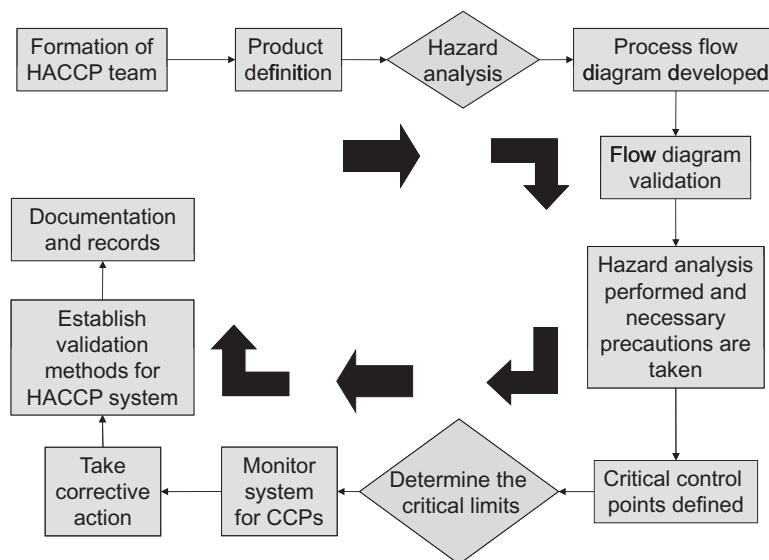 Formation of
HACCP team
Product
definition
Hazard
analysis
Process flow
diagram developed
Flow diagram
validation
Hazard analysis
performed and
necessary
precautions are
taken
Critical control
points defined
Determine the
critical limits
Monitor
system
for CCPs
Take
corrective
action
Establish
validation
methods for
HACCP system
Documentation
and records